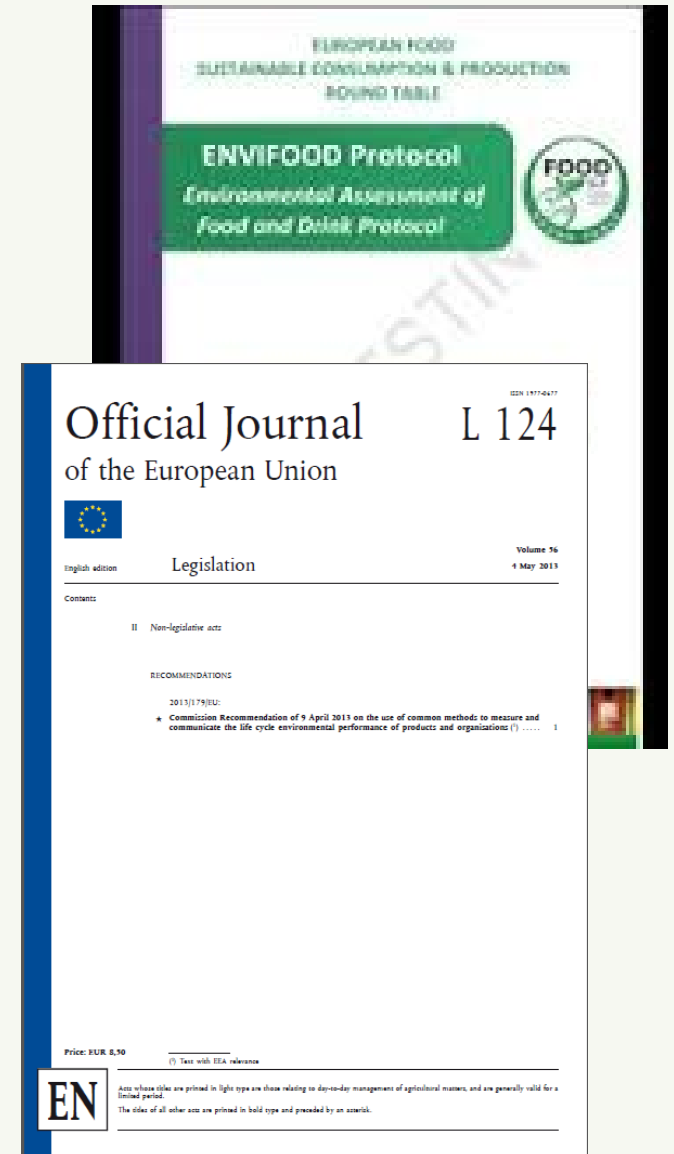 EUROPEAN FOOD
SUSTAINABLE CONSUMPTION & PRODUCTION
ROUND TABLE
ENVIFOOD Protocol
Environmental Assessment of
Food and Drink Protocol
FOOD
SCP
ISSN 1977-0677
Official Journal L 124
of the European Union
Volume 56
English edition Legislation 4 May 2013
Contents
II Non-legislative acts
RECOMMENDATIONS
2013/179/EU:
★ Commission Recommendation of 9 April 2013 on the use of common methods to measure and
communicate the life cycle environmental performance of products and organisations (¹) ..... 1
Price: EUR 8,50
(¹) Text with EEA relevance
EN
Acts whose titles are printed in light type are those relating to day-to-day management of agricultural matters, and are generally valid for a
limited period.
The titles of all other acts are printed in bold type and preceded by an asterisk.